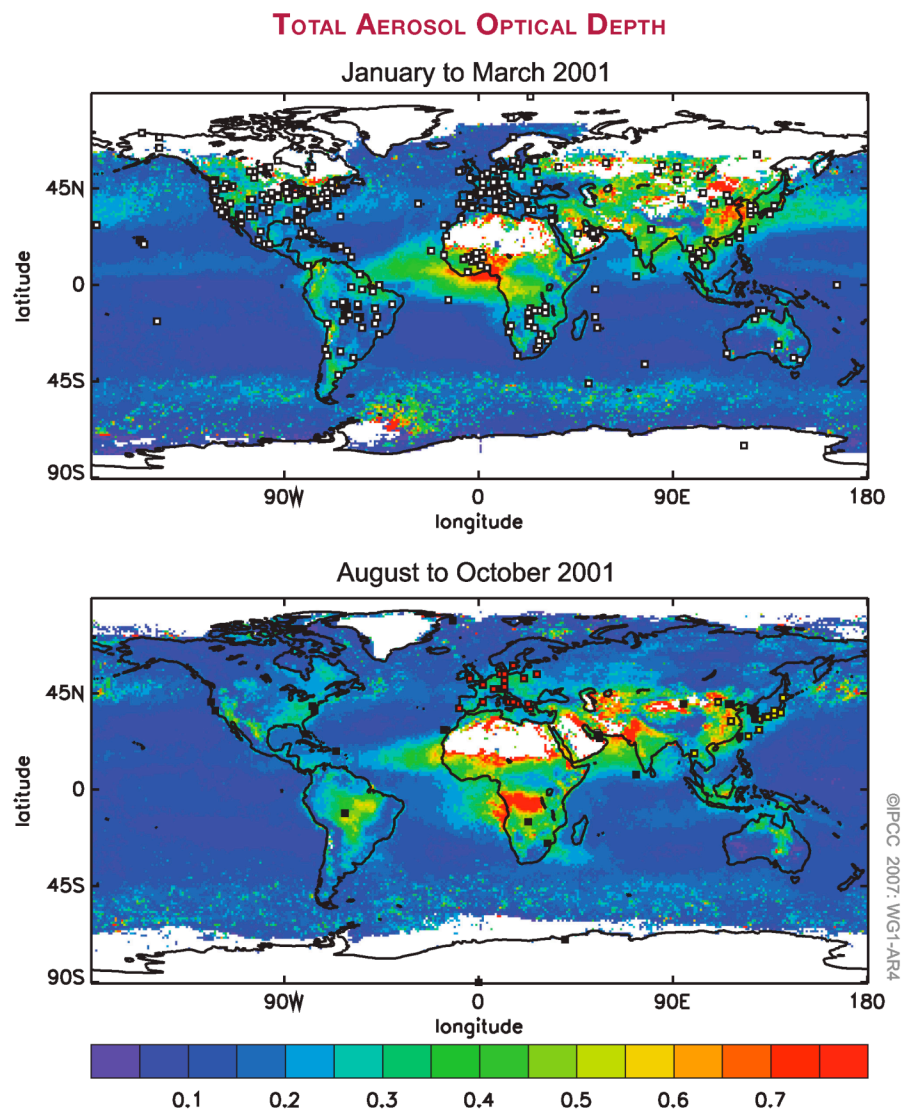 Total Aerosol Optical Depth
January to March 2001
latitude
45N
0
45S
90S
90W 0 90E 180
longitude
August to October 2001
latitude
45N
0
45S
90S
90W 0 90E 180
longitude
©IPCC 2007: WG1-AR4
0.1 0.2 0.3 0.4 0.5 0.6 0.7